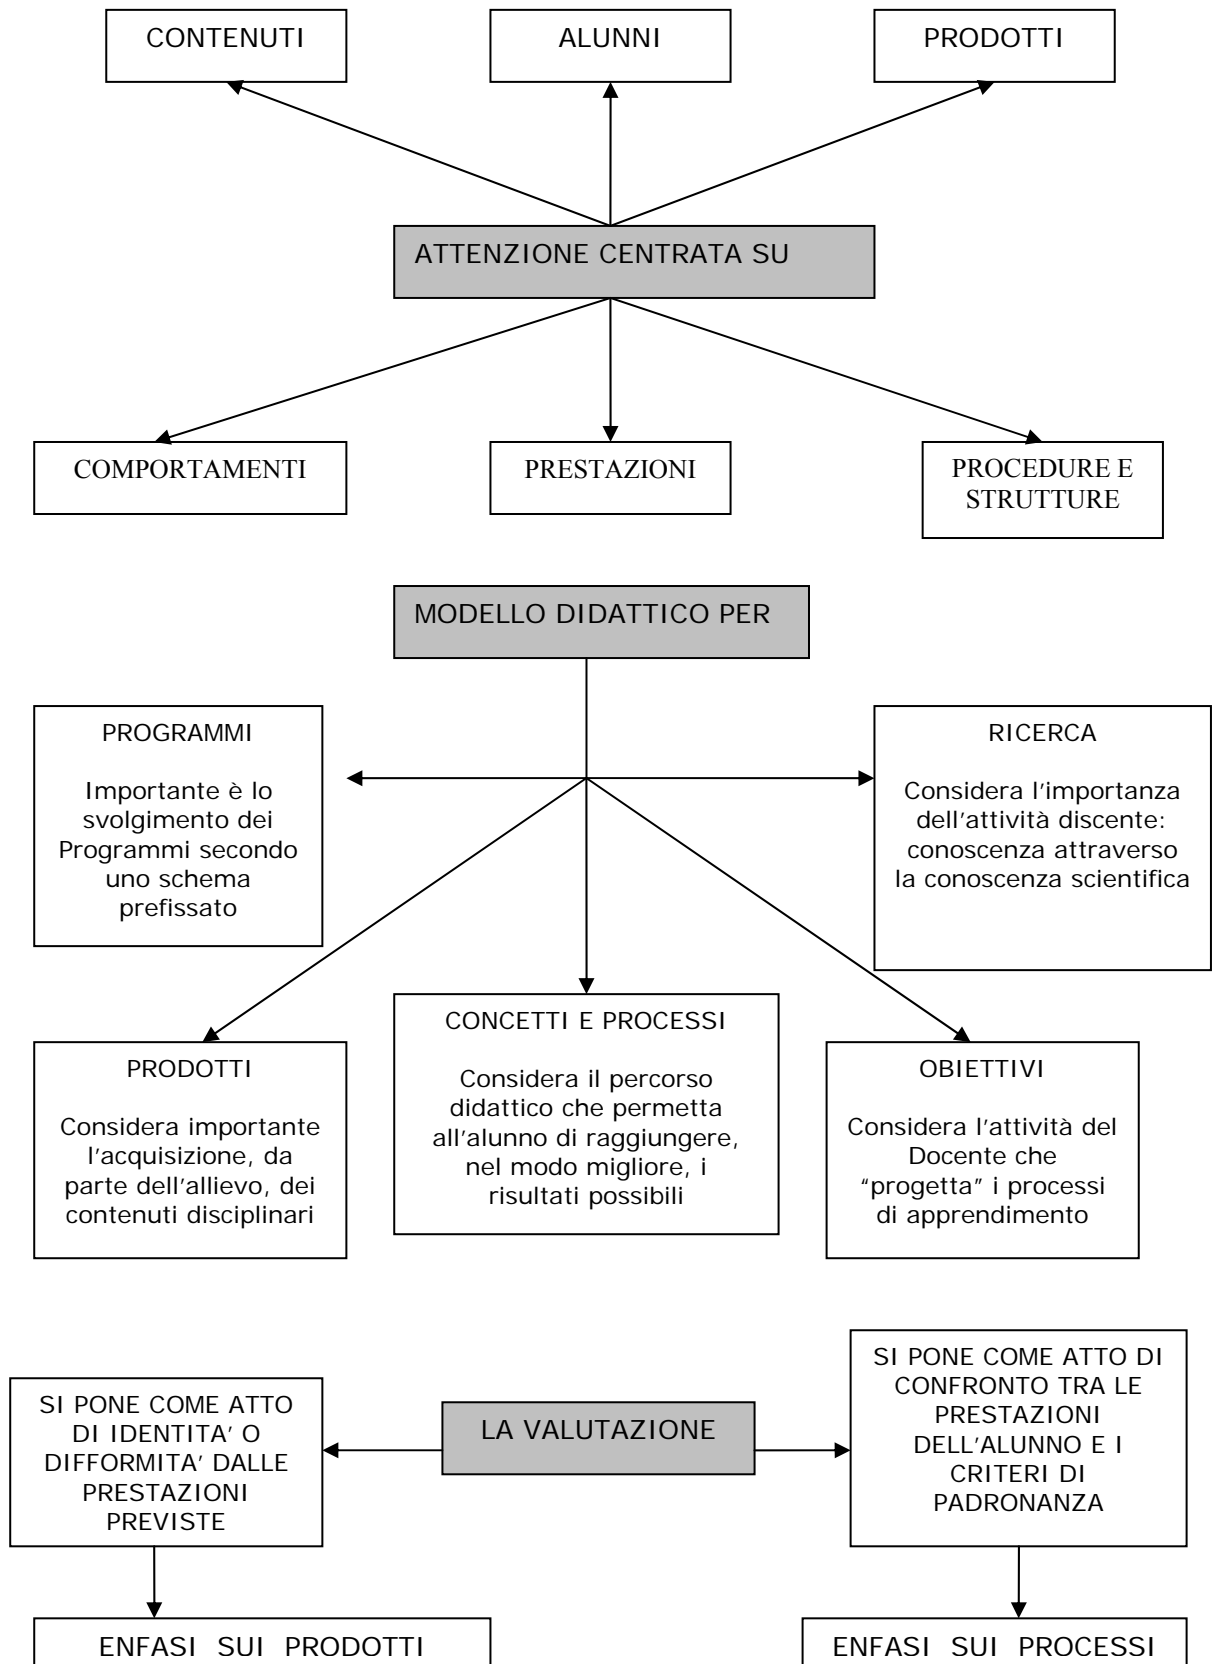 CONTENUTI
ALUNNI
PRODOTTI
ATTENZIONE CENTRATA SU
COMPORTAMENTI
PRESTAZIONI
PROCEDURE E
STRUTTURE
MODELLO DIDATTICO PER
PROGRAMMI
Importante è lo
svolgimento dei
Programmi secondo
uno schema
prefissato
RICERCA
Considera l'importanza
dell'attività discente:
conoscenza attraverso
la conoscenza scientifica
PRODOTTI
Considera importante
l'acquisizione, da
parte dell'allievo, dei
contenuti disciplinari
CONCETTI E PROCESSI
Considera il percorso
didattico che permetta
all'alunno di raggiungere,
nel modo migliore, i
risultati possibili
OBIETTIVI
Considera l'attività del
Docente che
“progetta” i processi
di apprendimento
SI PONE COME ATTO
DI IDENTITA’ O
DIFFORMITA’ DALLE
PRESTAZIONI
PREVISTE
LA VALUTAZIONE
SI PONE COME ATTO DI
CONFRONTO TRA LE
PRESTAZIONI
DELL’ALUNNO E I
CRITERI DI
PADRONANZA
ENFASI SUI PRODOTTI
ENFASI SUI PROCESSI